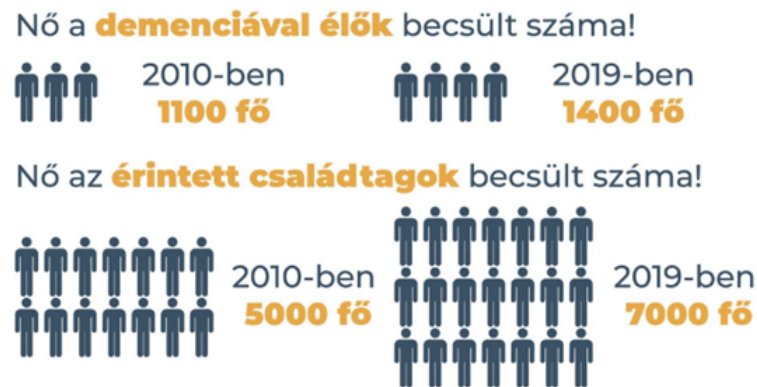 Nő a demenciával élők becsült száma!
2010-ben
1100 fő
2019-ben
1400 fő
Nő az érintett családtagok becsült száma!
2010-ben
5000 fő
2019-ben
7000 fő